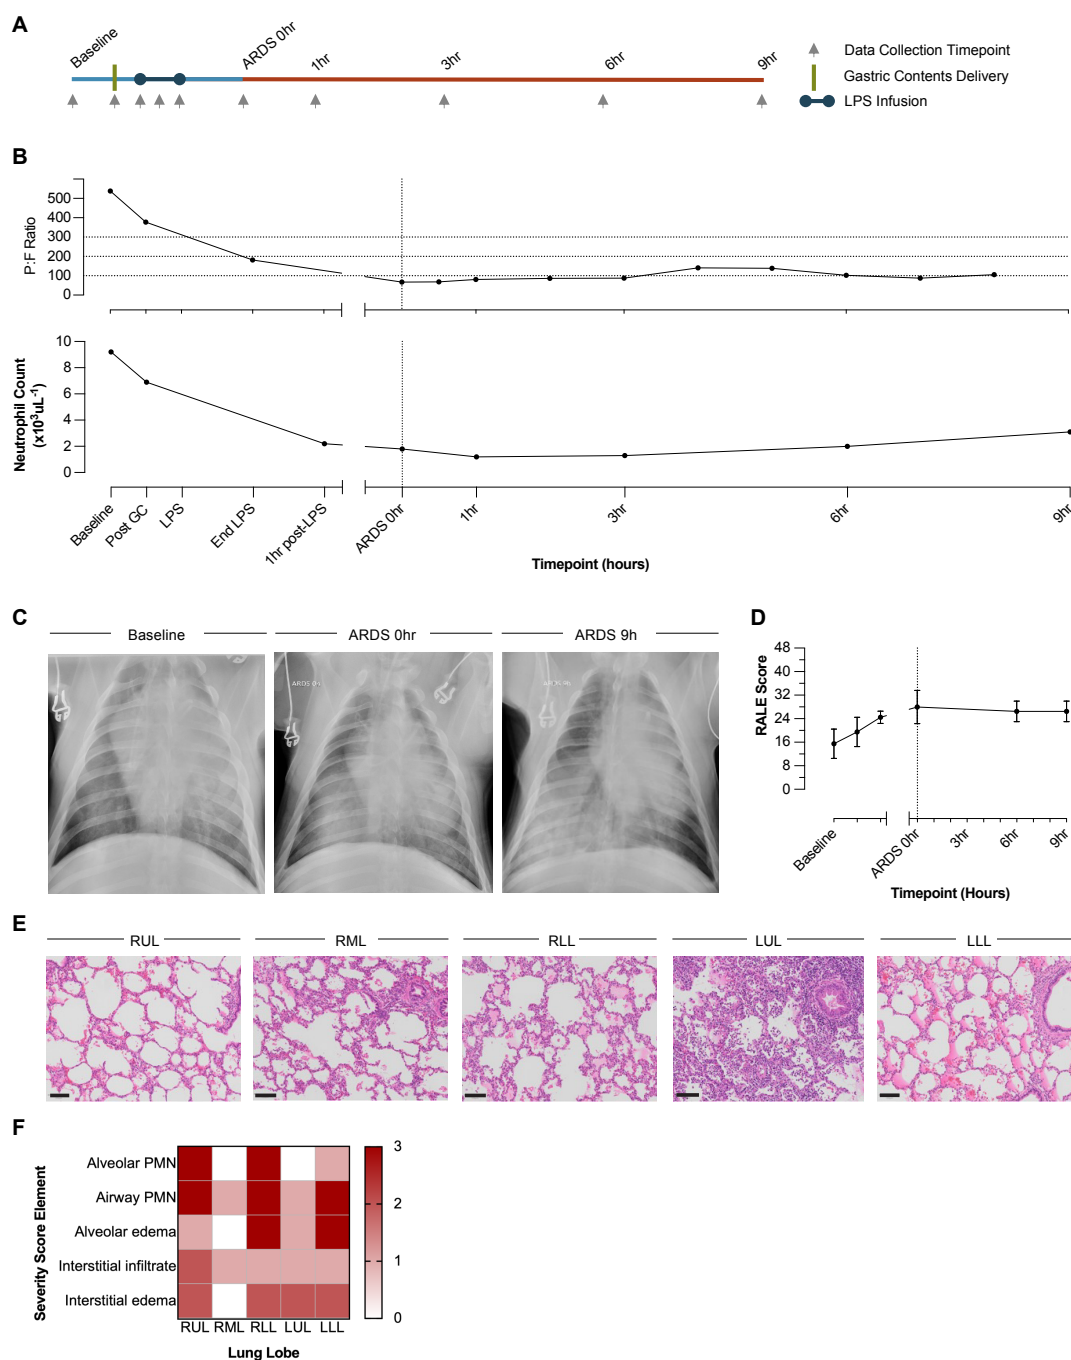 A
Baseline
ARDS 0hr
1hr
3hr
6hr
9hr
Data Collection Timepoint
Gastric Contents Delivery
LPS Infusion
B
P:F Ratio
500
400
300
200
100
0
Neutrophil Count
(x10³uL⁻¹)
10
8
6
4
2
0
Baseline
Post GC
LPS
End LPS
1hr post-LPS
ARDS 0hr
1hr
3hr
6hr
9hr
Timepoint (hours)
C
Baseline
ARDS 0hr
ARDS 9h
ARDS 0h
ARDS 9h
D
RALE Score
48
40
32
28
24
16
8
0
Baseline
ARDS 0hr
3hr
6hr
9hr
Timepoint (Hours)
E
RUL
RML
RLL
LUL
LLL
F
Severity Score Element
Alveolar PMN
Airway PMN
Alveolar edema
Interstitial infiltrate
Interstitial edema
RUL
RML
RLL
LUL
LLL
Lung Lobe
3
2
1
0